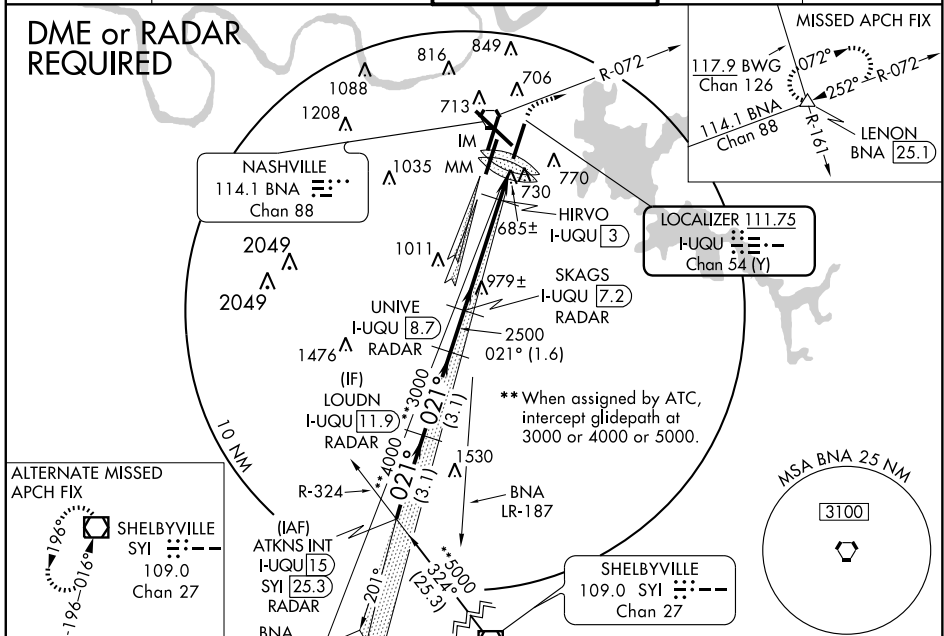 DME or RADAR
REQUIRED
1088
816
849
706
713
1208
1035
IM
MM
730
770
R-072
MISSED APCH FIX
117.9 BWG
Chan 126
072°
252°
R-072
114.1 BNA
Chan 88
R-161
LENON
BNA 25.1
NASHVILLE
114.1 BNA
Chan 88
HIRVO
I-UQU 3
685±
LOCALIZER 111.75
I-UQU
Chan 54 (Y)
2049
2049
1011
979±
SKAGS
I-UQU 7.2
RADAR
UNIVE
I-UQU 8.7
RADAR
2500
021° (1.6)
1476
(IF)
LOUDN
I-UQU 11.9
RADAR
**3000
021°
(3.1)
** When assigned by ATC,
intercept glidepath at
3000 or 4000 or 5000.
10 NM
**4000
021°
(3.1)
1530
R-324
BNA
LR-187
MSA BNA 25 NM
3100
ALTERNATE MISSED
APCH FIX
196°
SHELBYVILLE
SYI
109.0
Chan 27
R-196
016°
(IAF)
ATKNS INT
I-UQU 15
SYI 25.3
RADAR
201°
**5000
324°
(25.3)
SHELBYVILLE
109.0 SYI
Chan 27
BNA